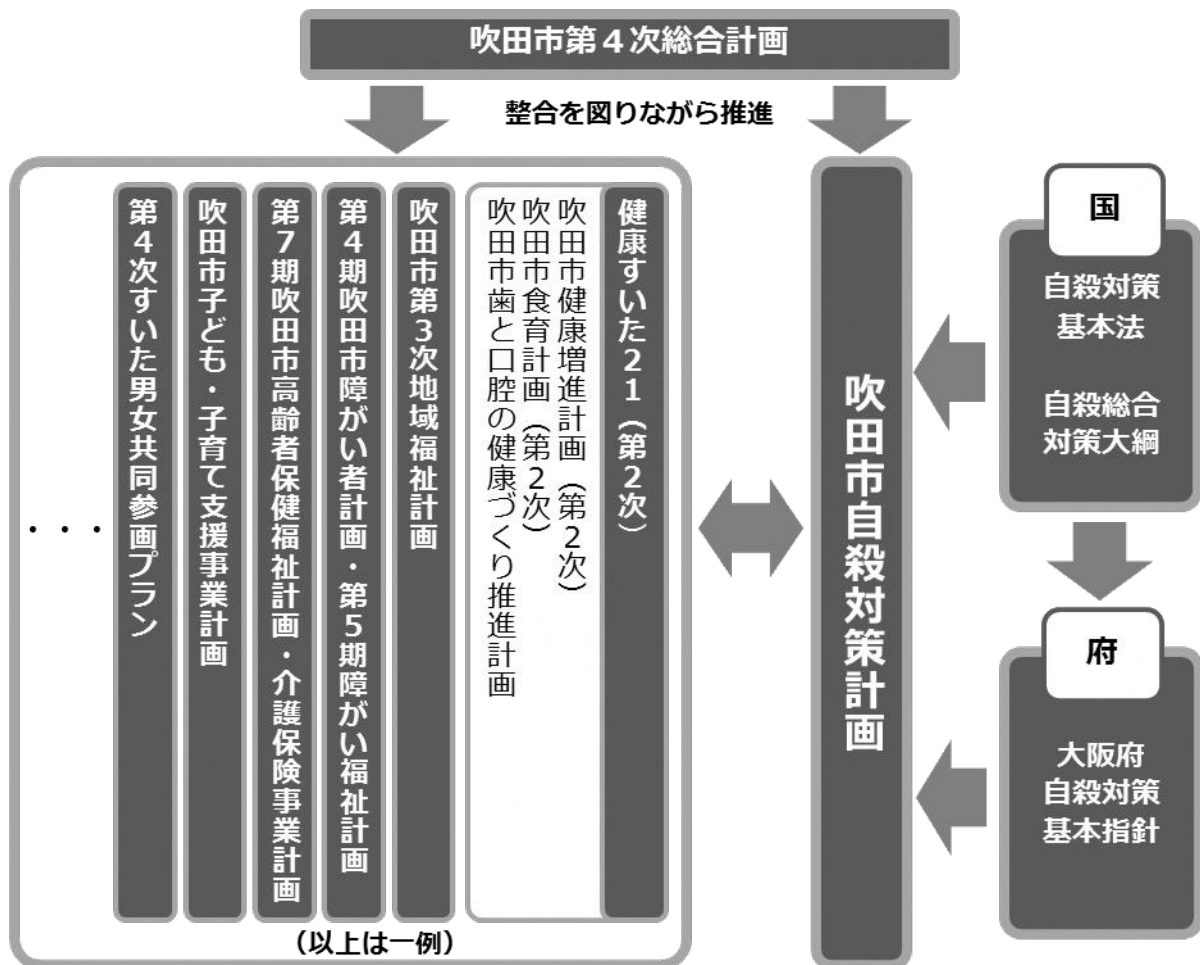 吹田市第4次総合計画
整合を図りながら推進
健康すいた21（第2次）
吹田市健康増進計画（第2次）
吹田市食育計画（第2次）
吹田市歯と口腔の健康づくり推進計画
吹田市第3次地域福祉計画
第4期吹田市障がい者計画・第5期障がい福祉計画
第7期吹田市高齢者保健福祉計画・介護保険事業計画
吹田市子ども・子育て支援事業計画
第4次すいた男女共同参画プラン
・・・
（以上は一例）
吹田市自殺対策計画
国
自殺対策
基本法
自殺総合
対策大綱
府
大阪府
自殺対策
基本指針